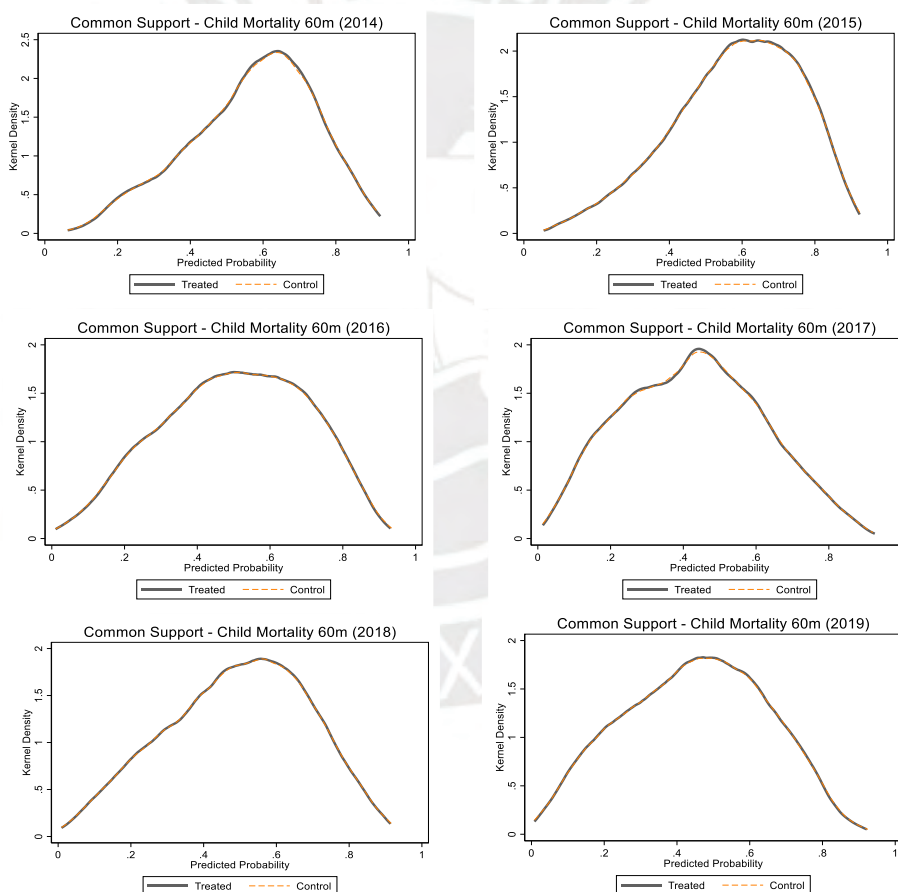 Common Support - Child Mortality 60m (2014)
Kernel Density
0 .5 1 1.5 2 2.5
0 .2 .4 .6 .8 1
Predicted Probability
Treated Control
Common Support - Child Mortality 60m (2015)
Kernel Density
0 .5 1 1.5 2
0 .2 .4 .6 .8 1
Predicted Probability
Treated Control
Common Support - Child Mortality 60m (2016)
Kernel Density
0 .5 1 1.5 2
0 .2 .4 .6 .8 1
Predicted Probability
Treated Control
Common Support - Child Mortality 60m (2017)
Kernel Density
0 .5 1 1.5 2
0 .2 .4 .6 .8 1
Predicted Probability
Treated Control
Common Support - Child Mortality 60m (2018)
Kernel Density
0 .5 1 1.5 2
0 .2 .4 .6 .8 1
Predicted Probability
Treated Control
Common Support - Child Mortality 60m (2019)
Kernel Density
0 .5 1 1.5 2
0 .2 .4 .6 .8 1
Predicted Probability
Treated Control